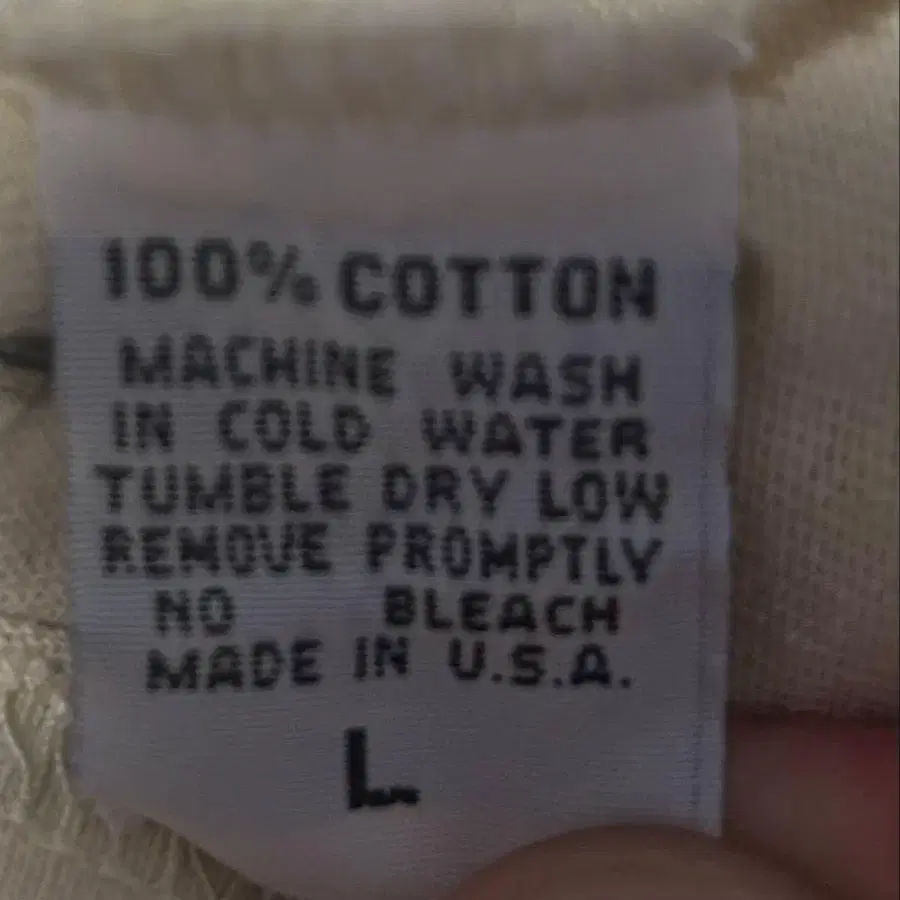 100% COTTON
MACHINE WASH
IN COLD WATER
TUMBLE DRY LOW
REMOVE PROMPTLY
NO BLEACH
MADE IN U.S.A.
L